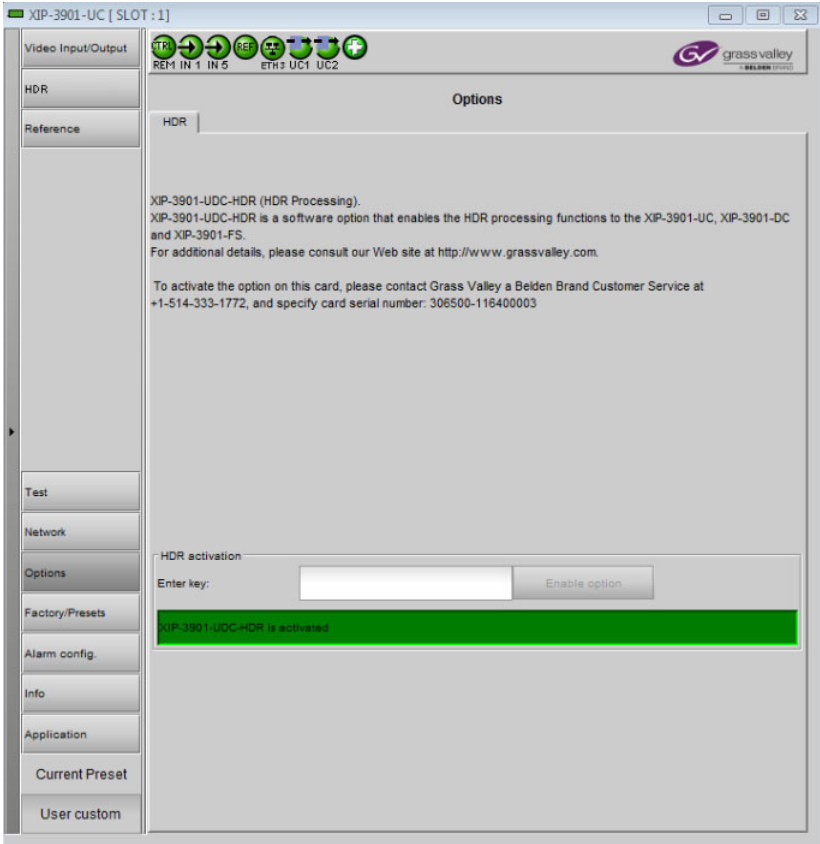 XIP-3901-UC [ SLOT : 1]
Video Input/Output
HDR
Reference
CTRL REF
REM IN 1 IN 5 ETH 3 UC1 UC2
grass valley
A BELDEN BRAND
Options
HDR
XIP-3901-UDC-HDR (HDR Processing).
XIP-3901-UDC-HDR is a software option that enables the HDR processing functions to the XIP-3901-UC, XIP-3901-DC
and XIP-3901-FS.
For additional details, please consult our Web site at http://www.grassvalley.com.
To activate the option on this card, please contact Grass Valley a Belden Brand Customer Service at
+1-514-333-1772, and specify card serial number: 306500-116400003
Test
Network
Options
Factory/Presets
Alarm config.
Info
Application
Current Preset
User custom
HDR activation
Enter key:
Enable option
XIP-3901-UDC-HDR is activated